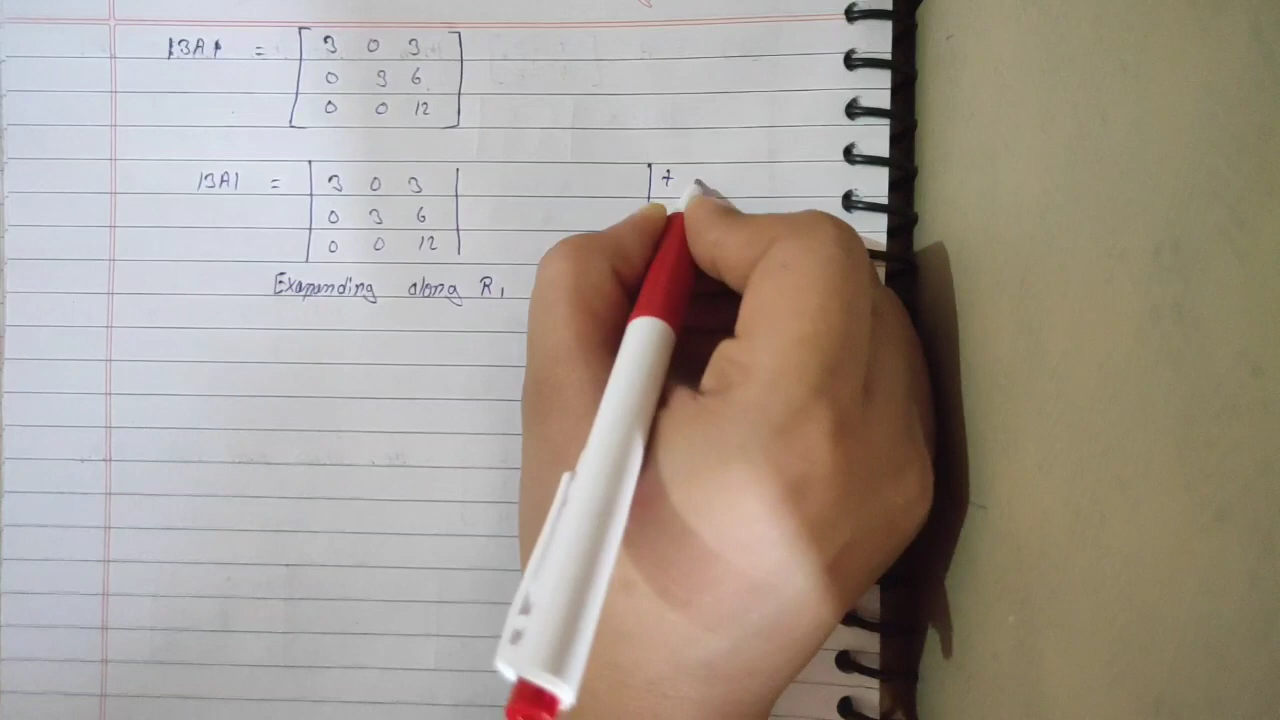 |3A| = [ 3 0 3
0 3 6
0 0 12 ]
|3A| = | 3 0 3 |
| 0 3 6 |
| 0 0 12 |
| +
Exapanding along R1